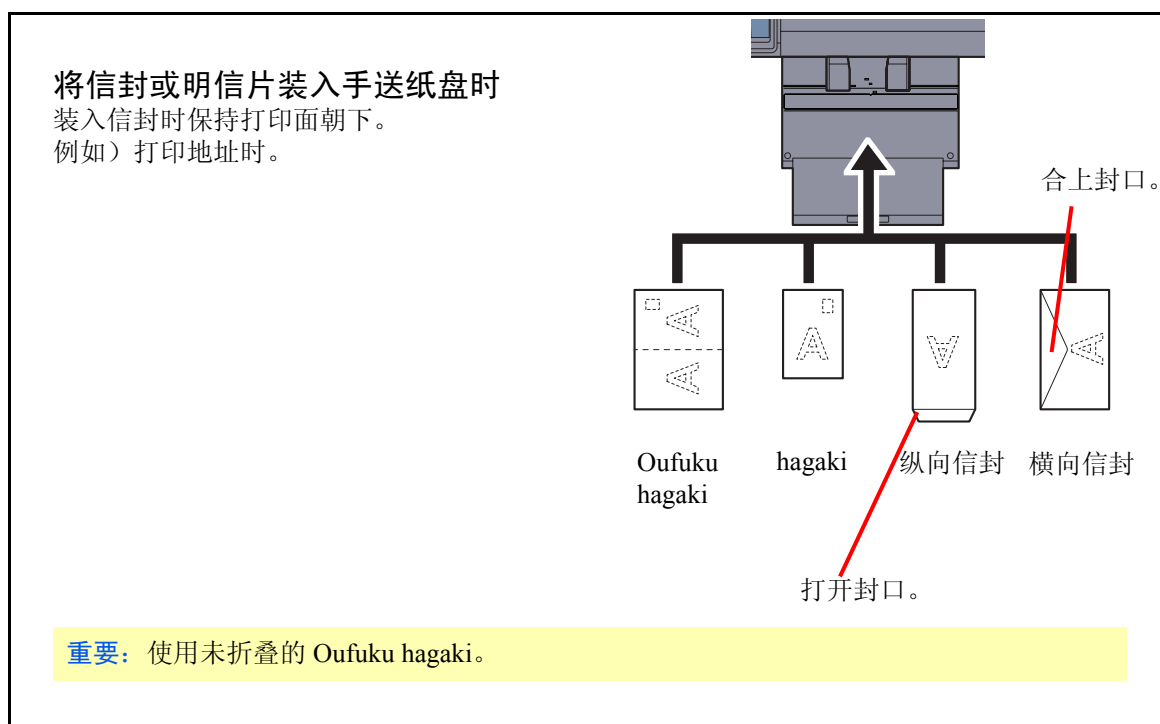 将信封或明信片装入手送纸盘时
装入信封时保持打印面朝下。
例如）打印地址时。
合上封口。
A
A
A
A
A
Oufuku
hagaki
hagaki
纵向信封
横向信封
打开封口。
重要：使用未折叠的 Oufuku hagaki。